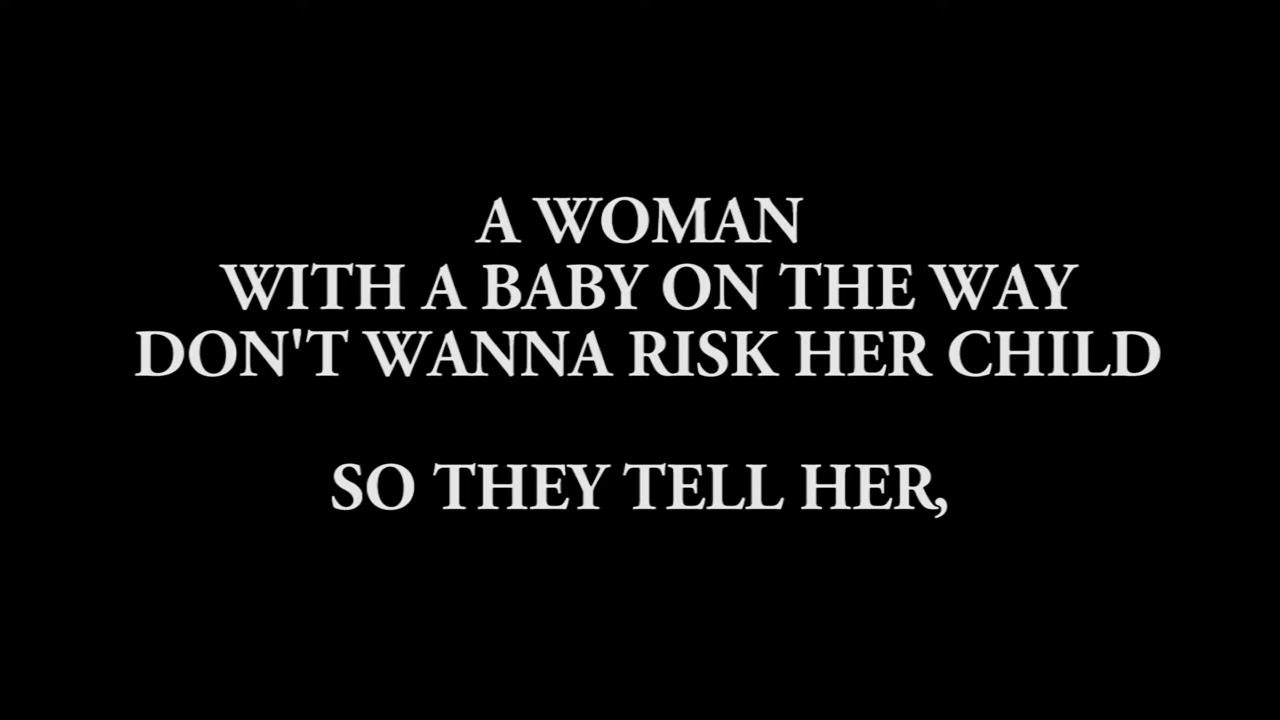 A WOMAN
WITH A BABY ON THE WAY
DON'T WANNA RISK HER CHILD
SO THEY TELL HER,